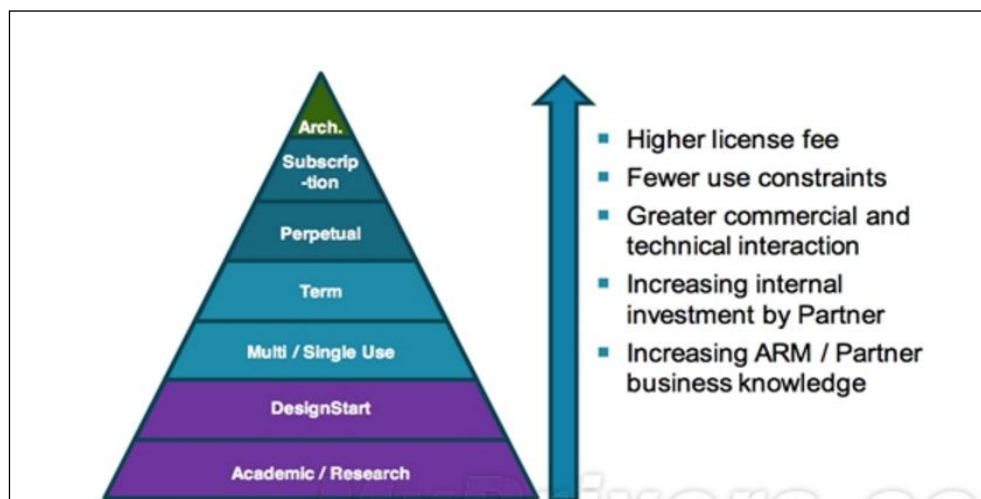 Arch.
Subscrip
-tion
Perpetual
Term
Multi / Single Use
DesignStart
Academic / Research
Higher license fee
Fewer use constraints
Greater commercial and
technical interaction
Increasing internal
investment by Partner
Increasing ARM / Partner
business knowledge